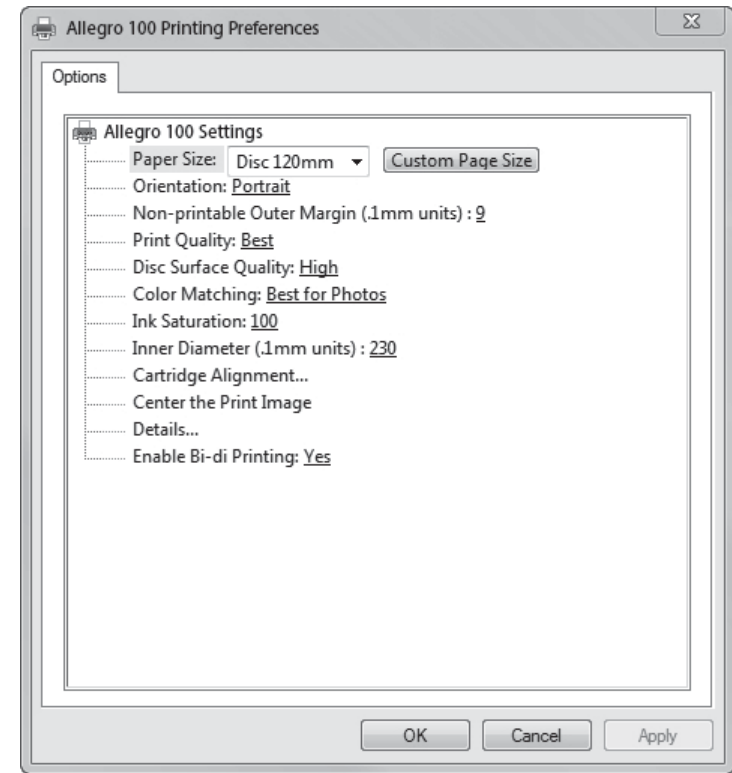 Allegro 100 Printing Preferences
Options
Allegro 100 Settings
Paper Size: Disc 120mm Custom Page Size
Orientation: Portrait
Non-printable Outer Margin (.1mm units) : 9
Print Quality: Best
Disc Surface Quality: High
Color Matching: Best for Photos
Ink Saturation: 100
Inner Diameter (.1mm units) : 230
Cartridge Alignment...
Center the Print Image
Details...
Enable Bi-di Printing: Yes
OK Cancel Apply